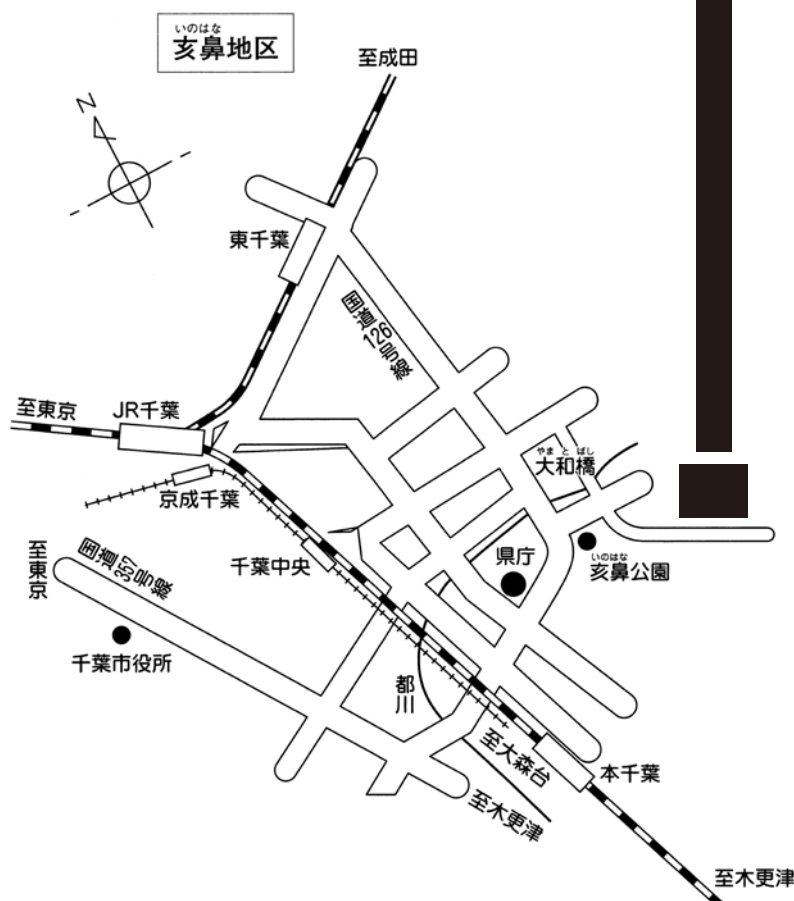 いのはな
亥鼻地区
至成田
N
東千葉
国道126号線
至東京
JR千葉
やまとばし
大和橋
京成千葉
県庁
いのはな
亥鼻公園
至東京
国道357号線
千葉中央
千葉市役所
都川
至大森台
本千葉
至木更津
至木更津